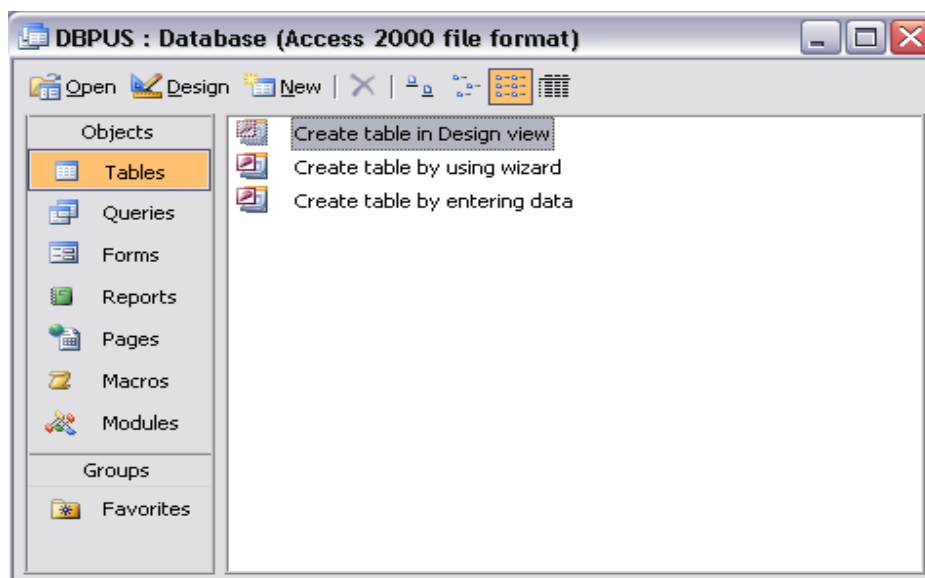 DBPUS : Database (Access 2000 file format)
Open Design New
Objects
Tables
Queries
Forms
Reports
Pages
Macros
Modules
Groups
Favorites
Create table in Design view
Create table by using wizard
Create table by entering data